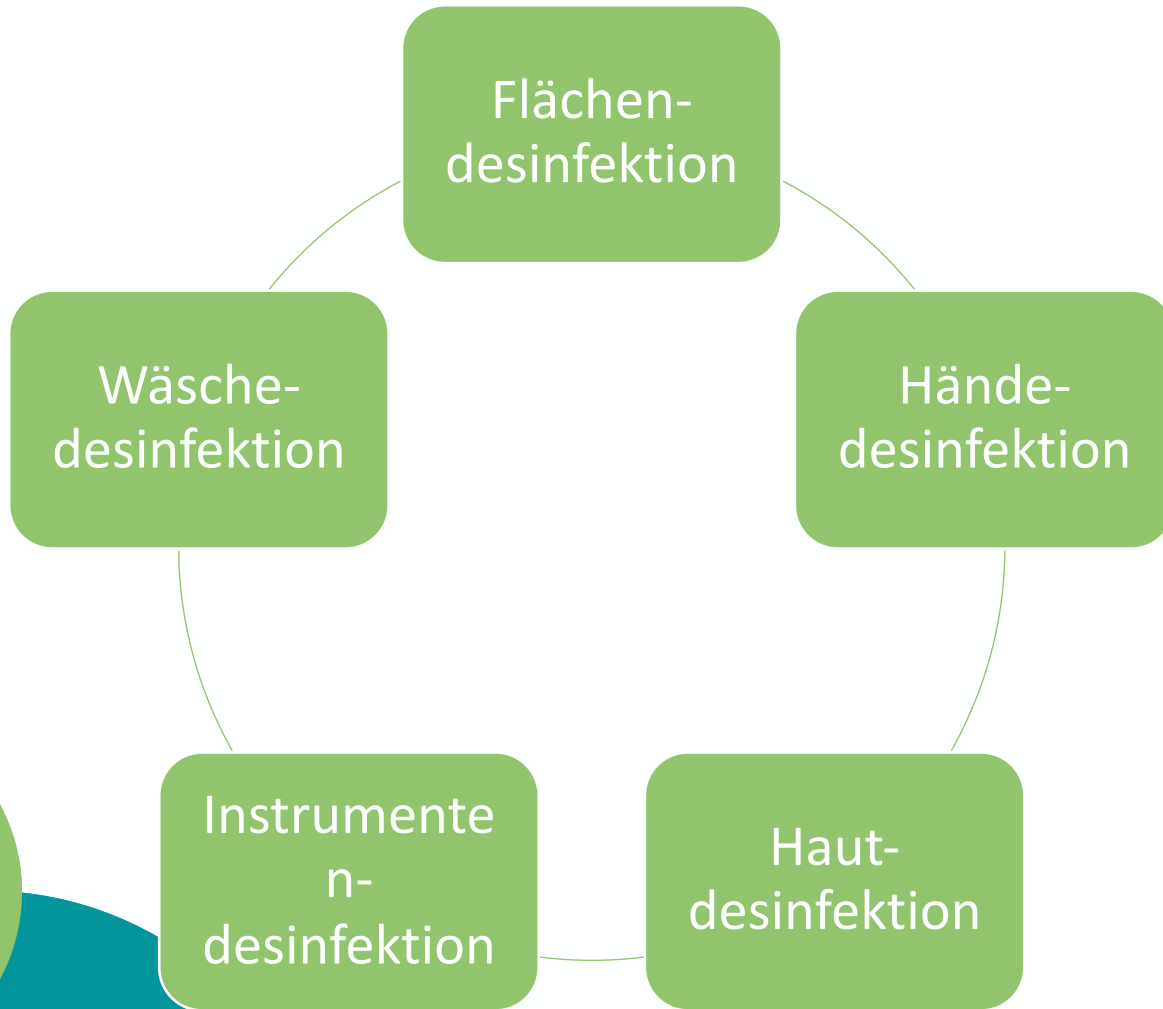 Flächen-
desinfektion
Hände-
desinfektion
Haut-
desinfektion
Instrumente
n-
desinfektion
Wäsche-
desinfektion